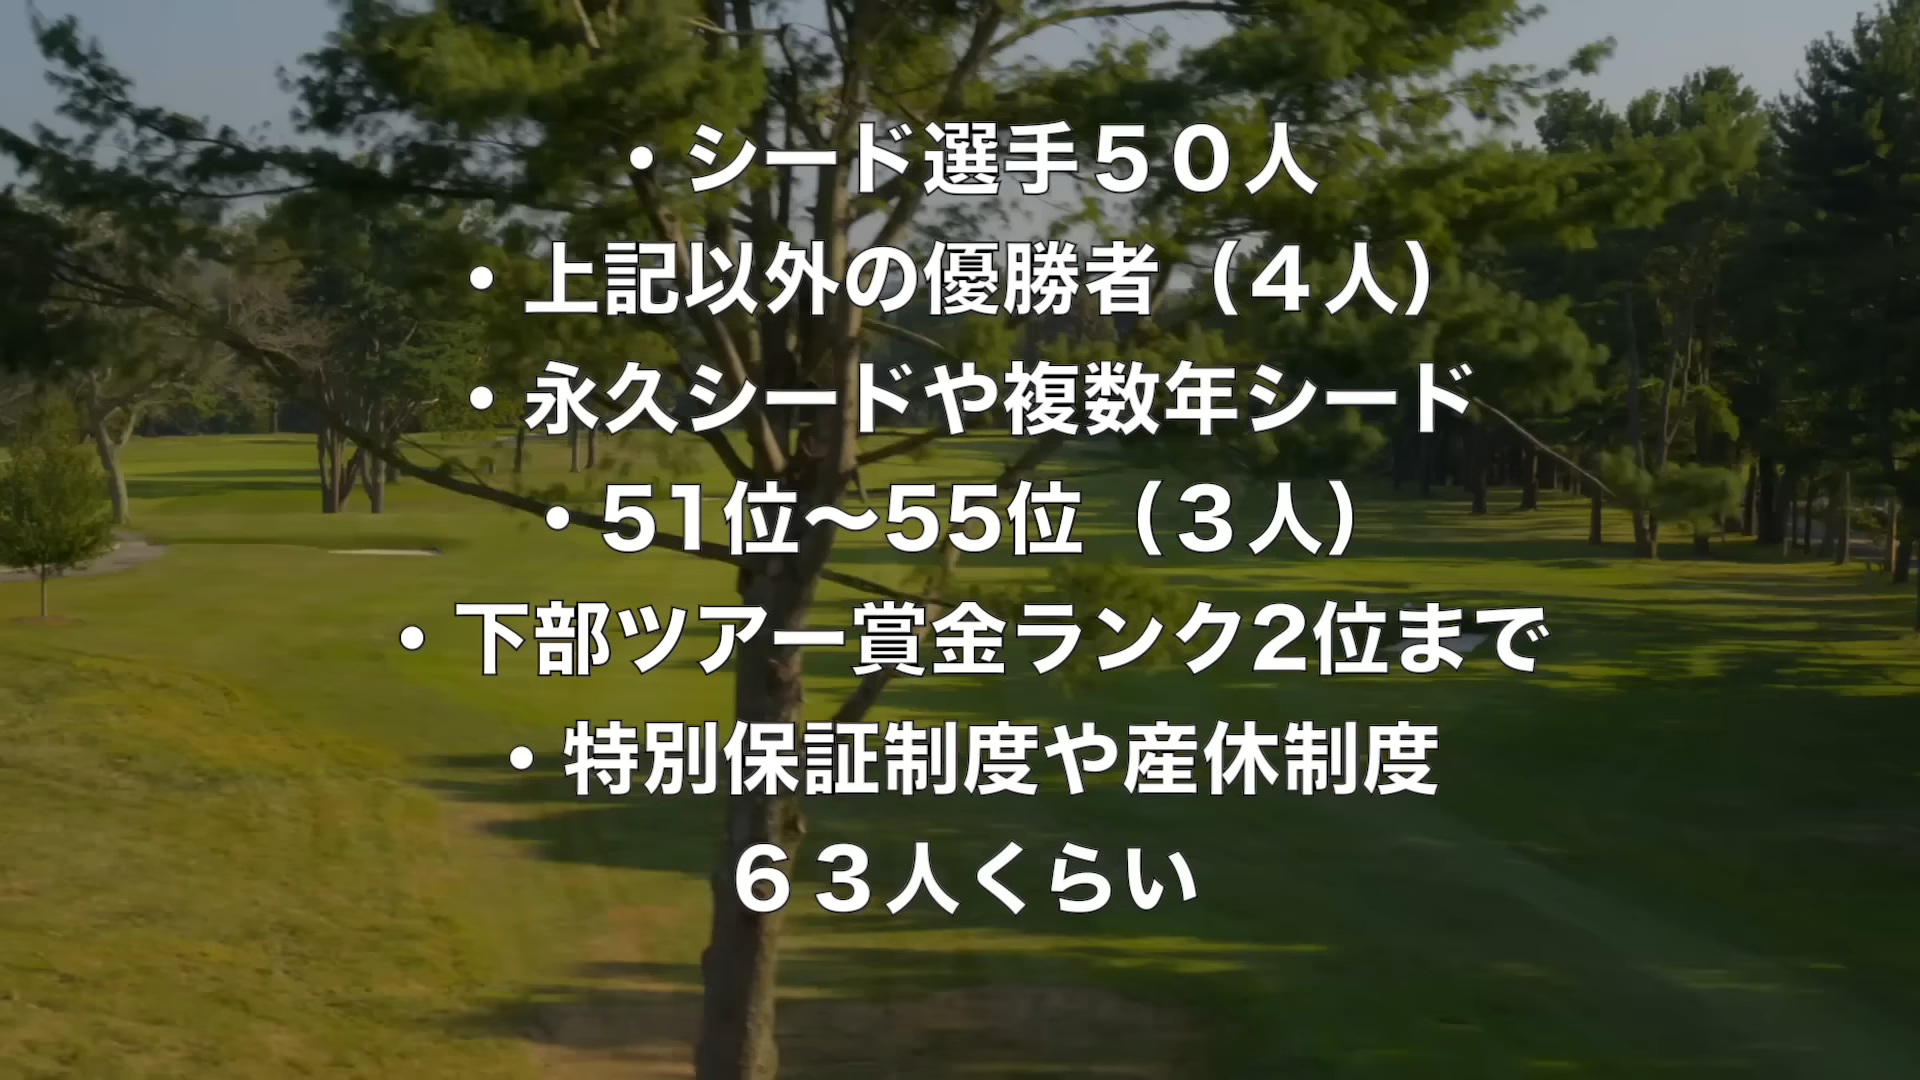 ・シード選手５０人
・上記以外の優勝者（４人）
・永久シードや複数年シード
・51位〜55位（３人）
・下部ツアー賞金ランク2位まで
・特別保証制度や産休制度
６３人くらい